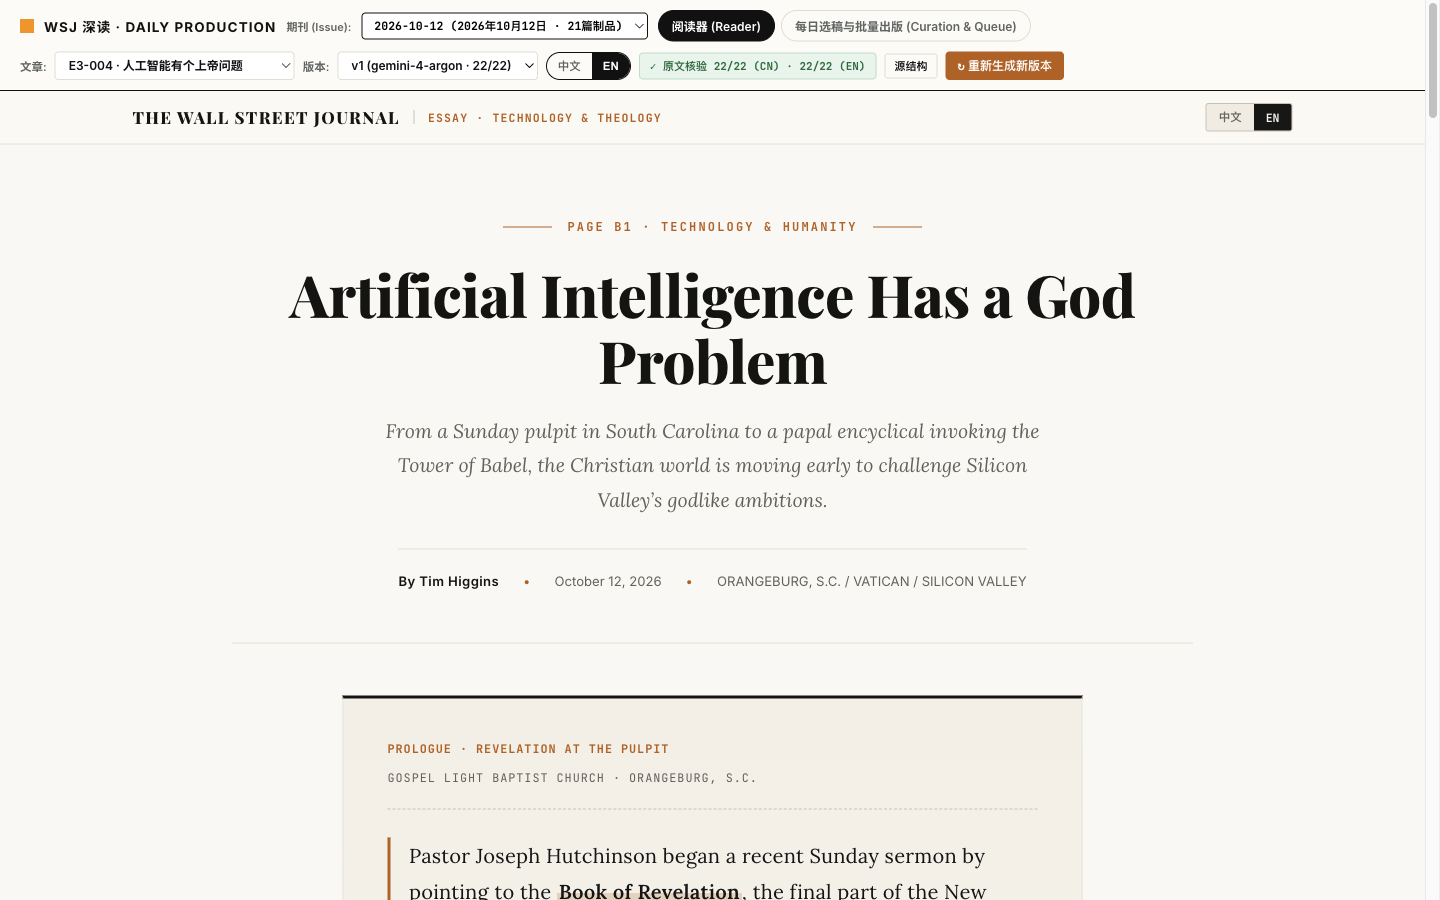 WSJ 深读 · DAILY PRODUCTION 期刊 (Issue): 2026-10-12 (2026年10月12日 · 21篇制品) 阅读器 (Reader) 每日选稿与批量出版 (Curation & Queue)
文章: E3-004 · 人工智能有个上帝问题 版本: v1 (gemini-4-argon · 22/22) 中文 EN ✓ 原文核验 22/22 (CN) · 22/22 (EN) 源结构 ↻ 重新生成新版本
THE WALL STREET JOURNAL ESSAY · TECHNOLOGY & THEOLOGY 中文 EN
PAGE B1 · TECHNOLOGY & HUMANITY
Artificial Intelligence Has a God
Problem
From a Sunday pulpit in South Carolina to a papal encyclical invoking the
Tower of Babel, the Christian world is moving early to challenge Silicon
Valley’s godlike ambitions.
By Tim Higgins • October 12, 2026 • ORANGEBURG, S.C. / VATICAN / SILICON VALLEY
PROLOGUE · REVELATION AT THE PULPIT
GOSPEL LIGHT BAPTIST CHURCH · ORANGEBURG, S.C.
Pastor Joseph Hutchinson began a recent Sunday sermon by
pointing to the Book of Revelation, the final part of the New